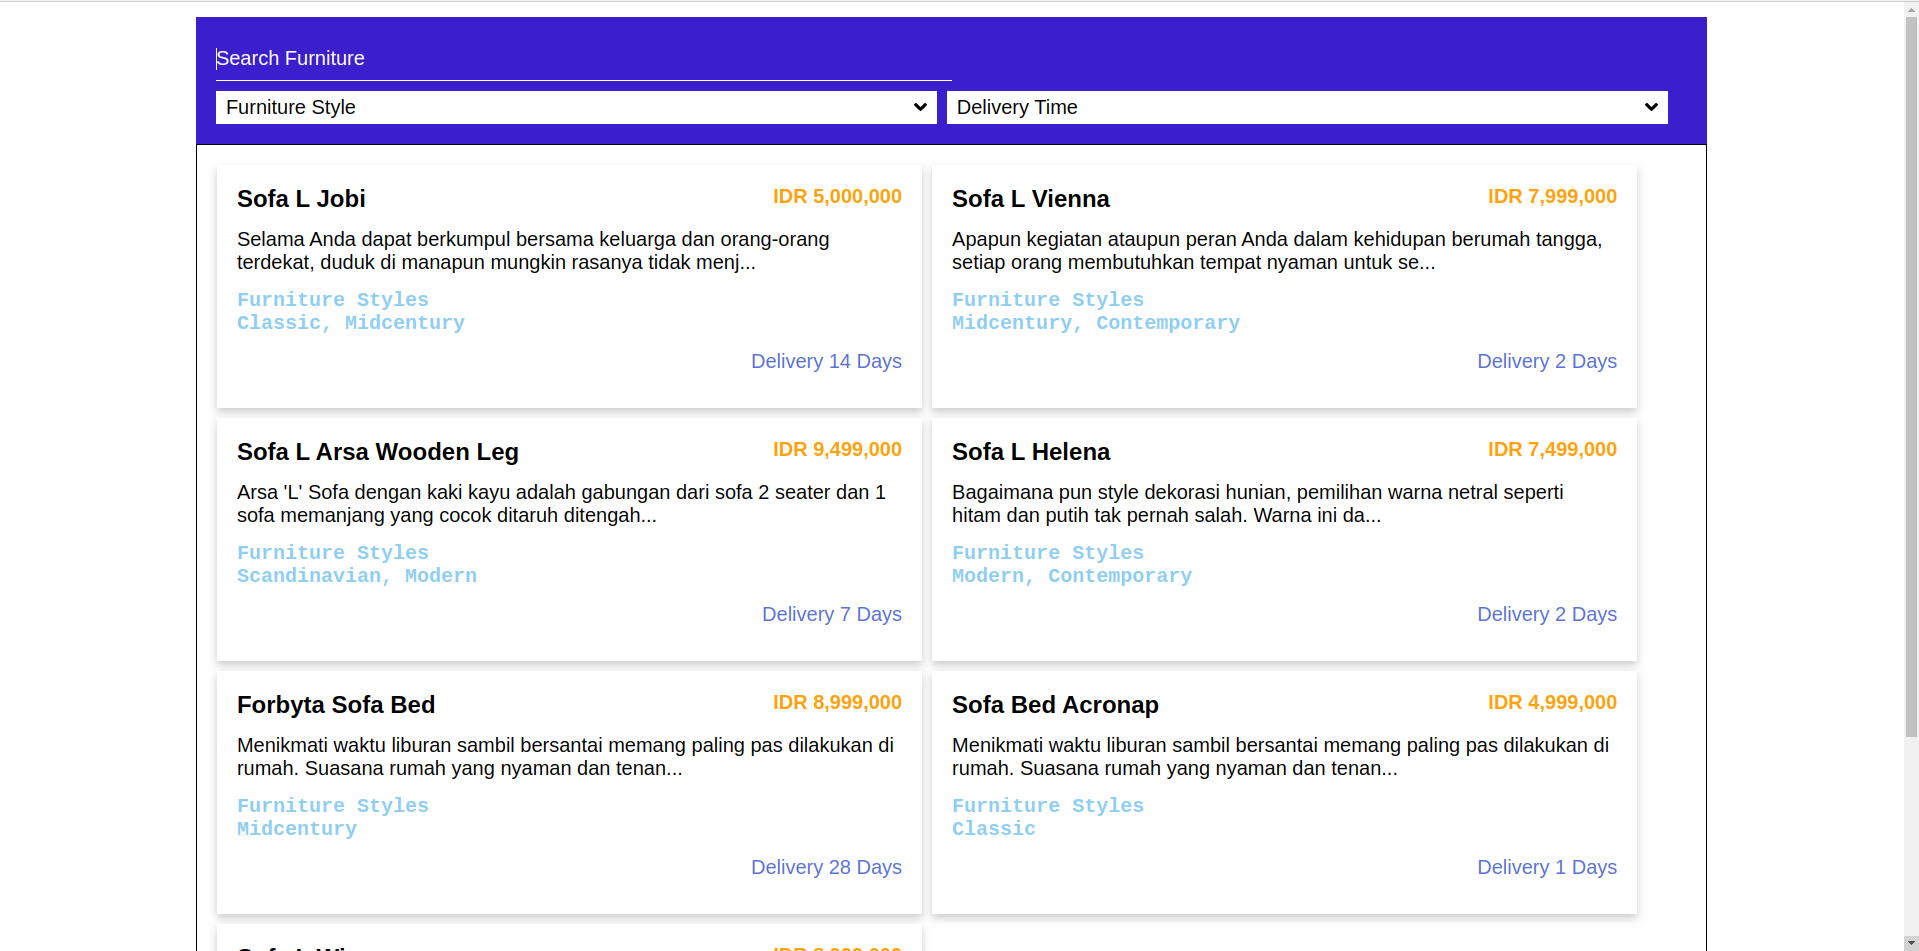 Search Furniture
Furniture Style
Delivery Time
Sofa L Jobi
IDR 5,000,000
Selama Anda dapat berkumpul bersama keluarga dan orang-orang
terdekat, duduk di manapun mungkin rasanya tidak menj...
Furniture Styles
Classic, Midcentury
Delivery 14 Days
Sofa L Vienna
IDR 7,999,000
Apapun kegiatan ataupun peran Anda dalam kehidupan berumah tangga,
setiap orang membutuhkan tempat nyaman untuk se...
Furniture Styles
Midcentury, Contemporary
Delivery 2 Days
Sofa L Arsa Wooden Leg
IDR 9,499,000
Arsa 'L' Sofa dengan kaki kayu adalah gabungan dari sofa 2 seater dan 1
sofa memanjang yang cocok ditaruh ditengah...
Furniture Styles
Scandinavian, Modern
Delivery 7 Days
Sofa L Helena
IDR 7,499,000
Bagaimana pun style dekorasi hunian, pemilihan warna netral seperti
hitam dan putih tak pernah salah. Warna ini da...
Furniture Styles
Modern, Contemporary
Delivery 2 Days
Forbyta Sofa Bed
IDR 8,999,000
Menikmati waktu liburan sambil bersantai memang paling pas dilakukan di
rumah. Suasana rumah yang nyaman dan tenan...
Furniture Styles
Midcentury
Delivery 28 Days
Sofa Bed Acronap
IDR 4,999,000
Menikmati waktu liburan sambil bersantai memang paling pas dilakukan di
rumah. Suasana rumah yang nyaman dan tenan...
Furniture Styles
Classic
Delivery 1 Days
Sofa L
IDR